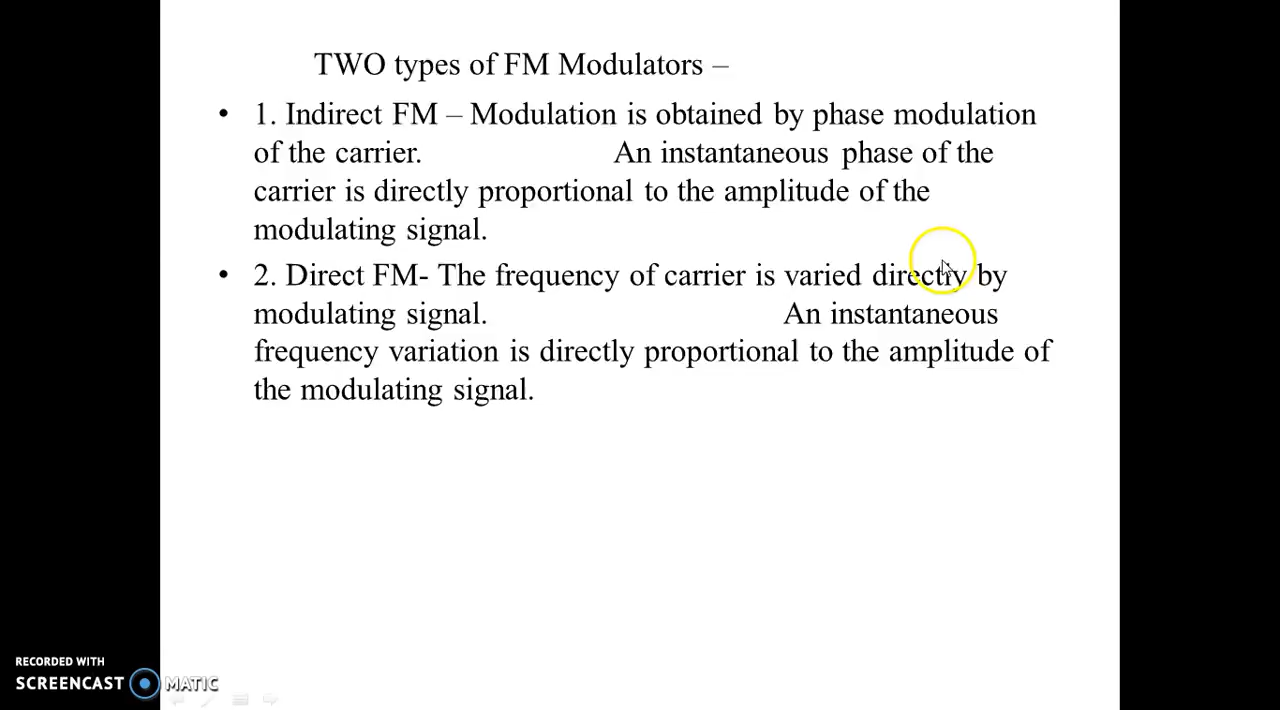 TWO types of FM Modulators –
• 1. Indirect FM – Modulation is obtained by phase modulation
of the carrier. An instantaneous phase of the
carrier is directly proportional to the amplitude of the
modulating signal.
• 2. Direct FM- The frequency of carrier is varied directly by
modulating signal. An instantaneous
frequency variation is directly proportional to the amplitude of
the modulating signal.
RECORDED WITH
SCREENCAST MATIC